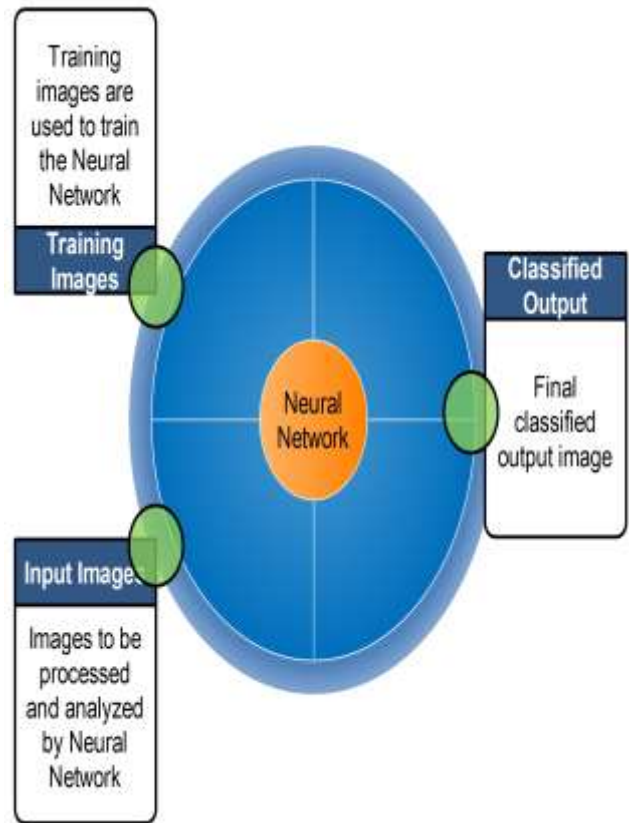 Training
images are
used to train
the Neural
Network
Training
Images
Classified
Output
Final
classified
output image
Neural
Network
Input Images
Images to be
processed
and analyzed
by Neural
Network